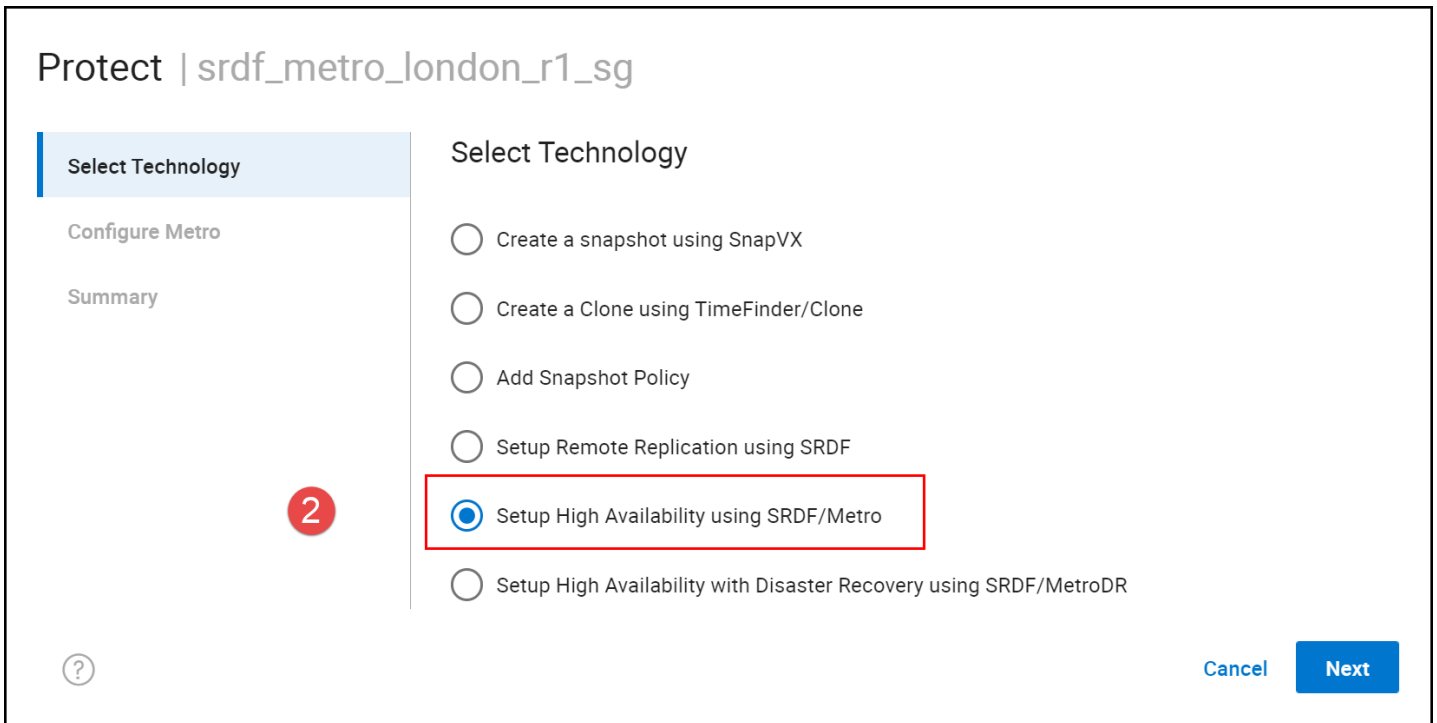 Protect | srdf_metro_london_r1_sg
Select Technology
Configure Metro
Summary
Select Technology
Create a snapshot using SnapVX
Create a Clone using TimeFinder/Clone
Add Snapshot Policy
Setup Remote Replication using SRDF
2
Setup High Availability using SRDF/Metro
Setup High Availability with Disaster Recovery using SRDF/MetroDR
?
Cancel
Next